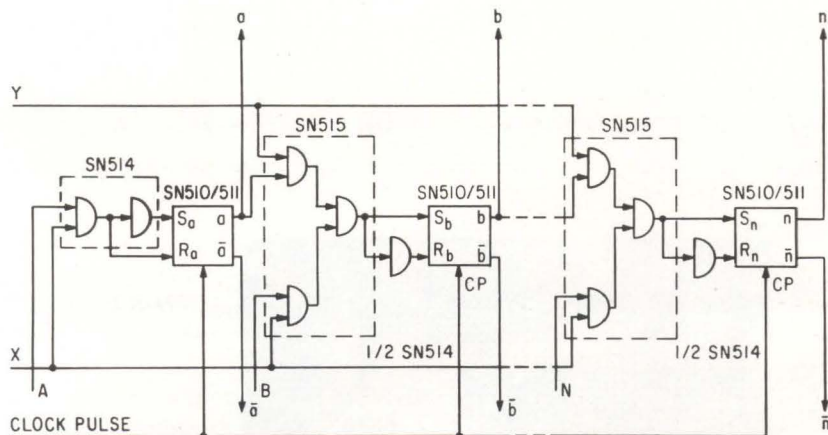 a b n
Y
SN515 SN515
SN514
SN510/511 SN510/511 SN510/511
Sa a Sb b Sn n
Ra ā Rb b̄ Rn n̄
CP CP
1/2 SN514 1/2 SN514
X
A B N
ā b̄ n̄
CLOCK PULSE